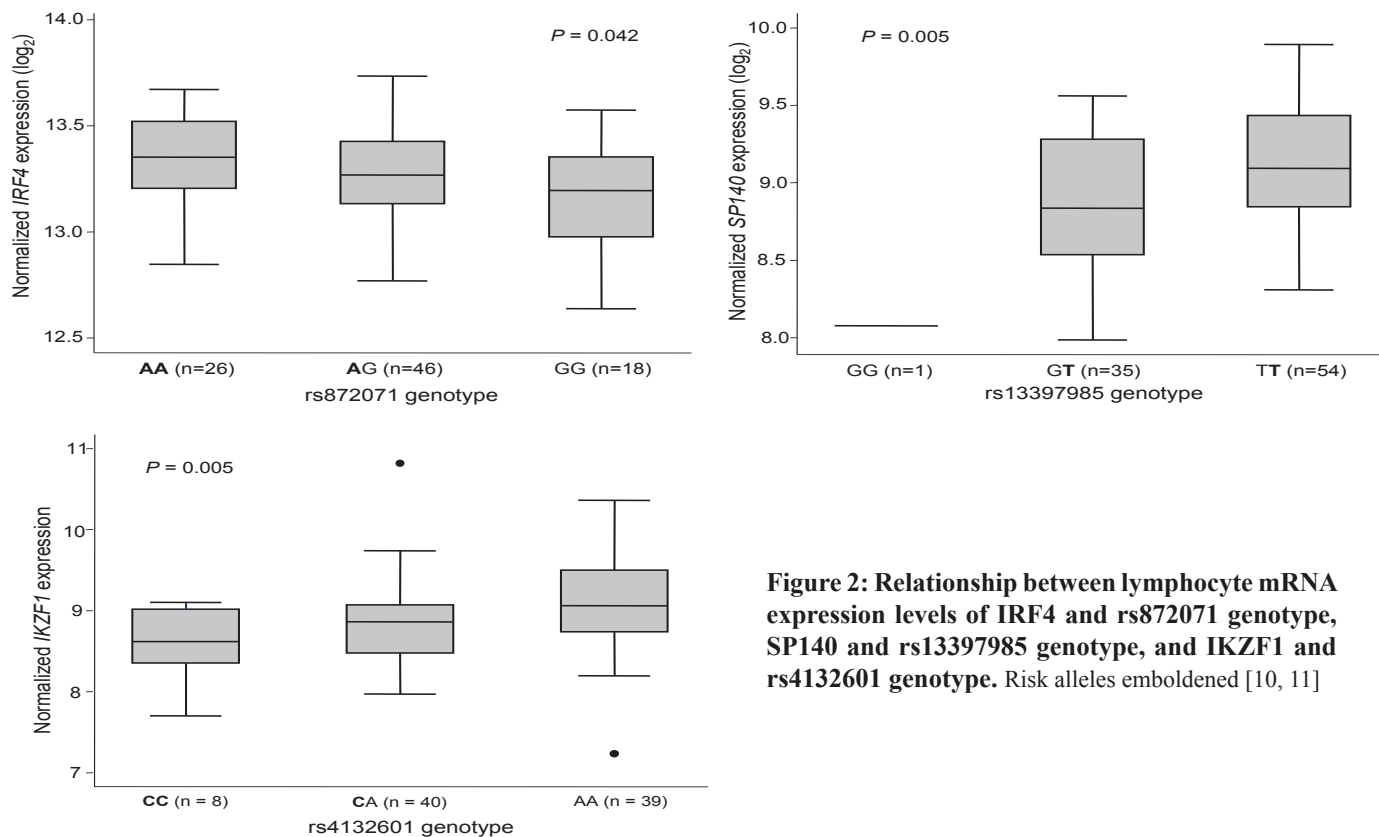 Normalized IRF4 expression (log2)
14.0
13.5
13.0
12.5
P = 0.042
AA (n=26)
AG (n=46)
GG (n=18)
rs872071 genotype
Normalized SP140 expression (log2)
10.0
9.5
9.0
8.5
8.0
P = 0.005
GG (n=1)
GT (n=35)
TT (n=54)
rs13397985 genotype
Normalized IKZF1 expression
11
10
9
8
7
P = 0.005
CC (n = 8)
CA (n = 40)
AA (n = 39)
rs4132601 genotype
Figure 2: Relationship between lymphocyte mRNA
expression levels of IRF4 and rs872071 genotype,
SP140 and rs13397985 genotype, and IKZF1 and
rs4132601 genotype. Risk alleles emboldened [10, 11]